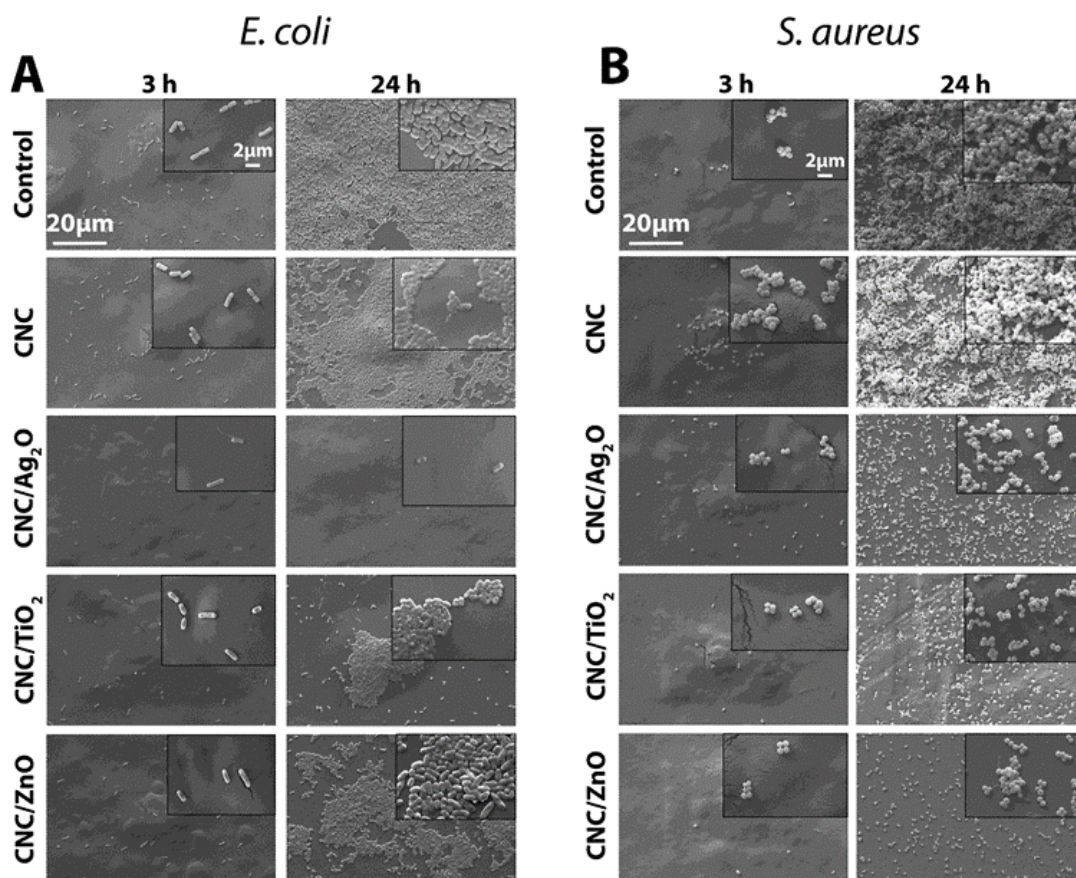 E. coli
S. aureus
A
B
3 h
24 h
3 h
24 h
Control
2μm
20μm
2μm
20μm
CNC
CNC
CNC/Ag₂O
CNC/Ag₂O
CNC/TiO₂
CNC/TiO₂
CNC/ZnO
CNC/ZnO
Control